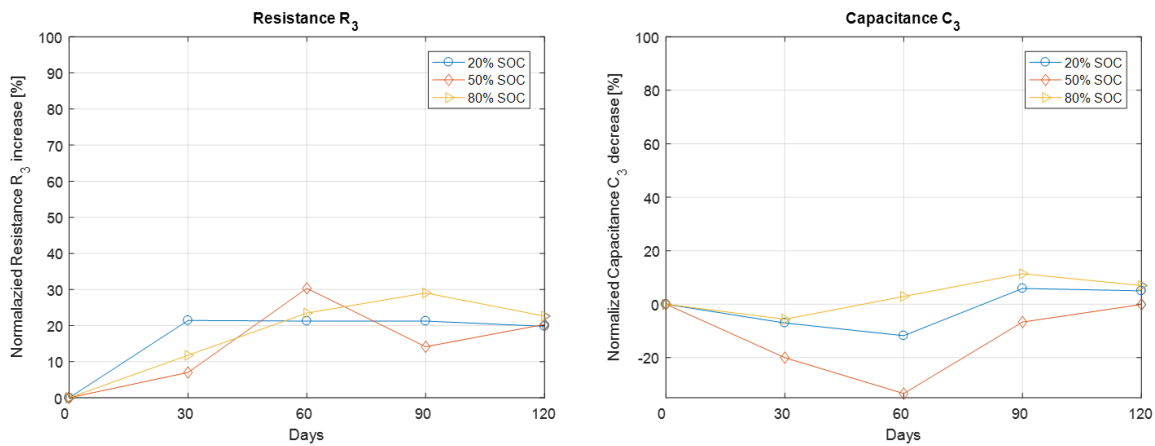 Resistance R3
Normalazied Resistance R3 increase [%]
100
90
80
70
60
50
40
30
20
10
0
0 30 60 90 120
Days
20% SOC
50% SOC
80% SOC
Capacitance C3
Normalized Capacitance C3 decrease [%]
100
80
60
40
20
0
-20
0 30 60 90 120
Days
20% SOC
50% SOC
80% SOC